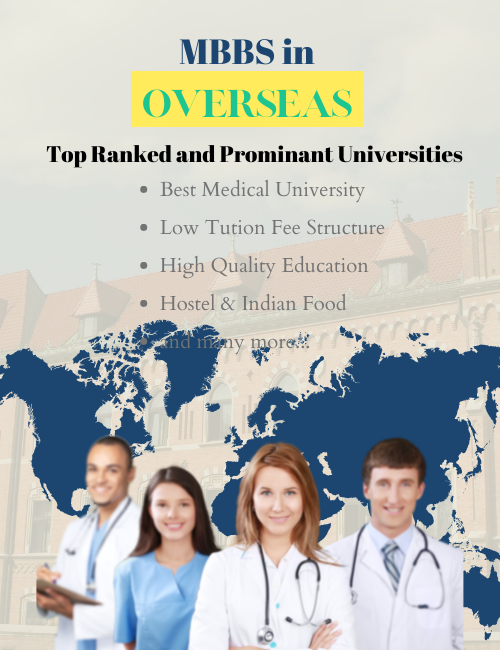 MBBS in
OVERSEAS
Top Ranked and Prominant Universities
• Best Medical University
• Low Tution Fee Structure
• High Quality Education
• Hostel & Indian Food
• and many more...